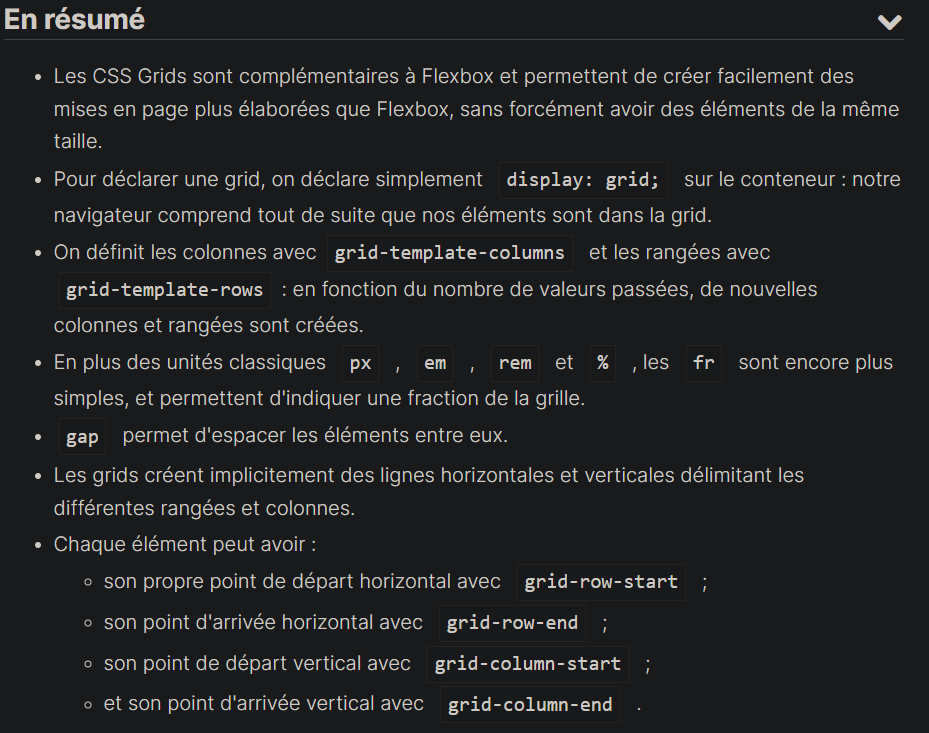 En résumé
• Les CSS Grids sont complémentaires à Flexbox et permettent de créer facilement des
mises en page plus élaborées que Flexbox, sans forcément avoir des éléments de la même
taille.
• Pour déclarer une grid, on déclare simplement display: grid; sur le conteneur : notre
navigateur comprend tout de suite que nos éléments sont dans la grid.
• On définit les colonnes avec grid-template-columns et les rangées avec
grid-template-rows : en fonction du nombre de valeurs passées, de nouvelles
colonnes et rangées sont créées.
• En plus des unités classiques px , em , rem et % , les fr sont encore plus
simples, et permettent d'indiquer une fraction de la grille.
• gap permet d'espacer les éléments entre eux.
• Les grids créent implicitement des lignes horizontales et verticales délimitant les
différentes rangées et colonnes.
• Chaque élément peut avoir :
◦ son propre point de départ horizontal avec grid-row-start ;
◦ son point d'arrivée horizontal avec grid-row-end ;
◦ son point de départ vertical avec grid-column-start ;
◦ et son point d'arrivée vertical avec grid-column-end .